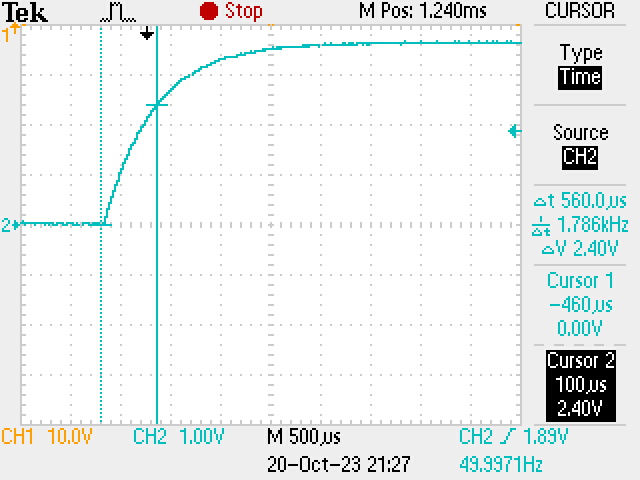 Tek Stop M Pos: 1.240ms CURSOR
1
Type
Time
Source
CH2
2
Δt 560.0µs
1/Δt 1.786kHz
ΔV 2.40V
Cursor 1
-460µs
0.00V
Cursor 2
100µs
2.40V
CH1 10.0V CH2 1.00V M 500µs CH2 1.89V
20-Oct-23 21:27 49.9971Hz